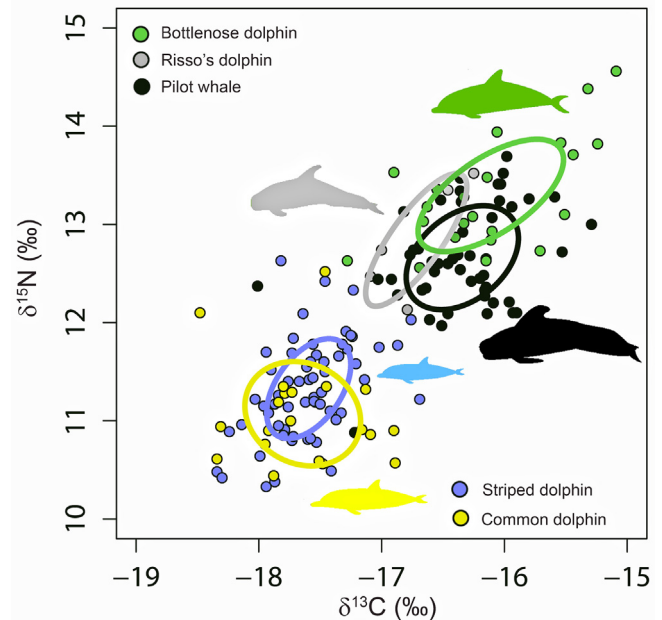 Bottlenose dolphin
Risso's dolphin
Pilot whale
15
14
13
12
11
10
δ15N (‰)
Striped dolphin
Common dolphin
−19 −18 −17 −16 −15
δ13C (‰)